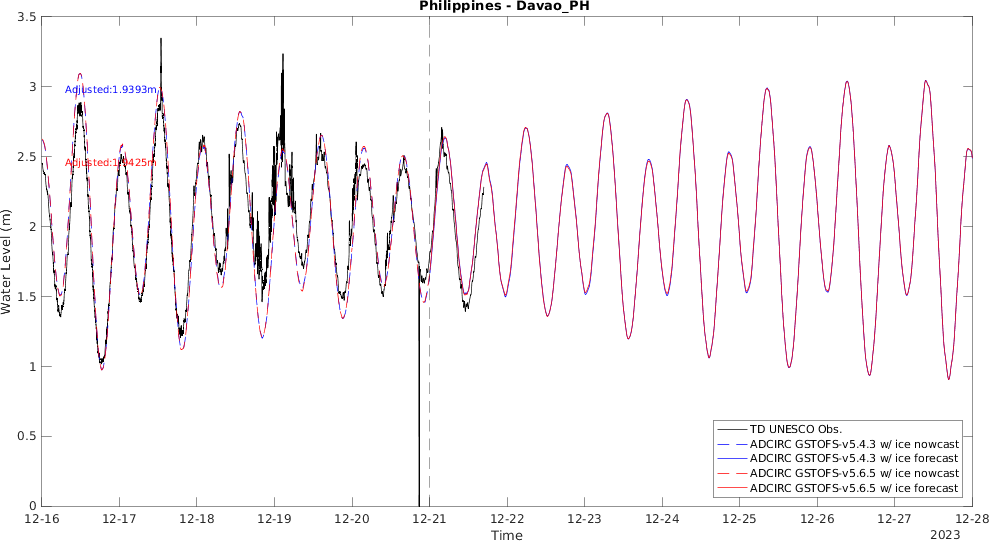 Philippines - Davao_PH
3.5
3
2.5
2
1.5
1
0.5
0
Water Level (m)
Adjusted:1.9393m
Adjusted:1.9425m
TD UNESCO Obs.
ADCIRC GSTOFS-v5.4.3 w/ ice nowcast
ADCIRC GSTOFS-v5.4.3 w/ ice forecast
ADCIRC GSTOFS-v5.6.5 w/ ice nowcast
ADCIRC GSTOFS-v5.6.5 w/ ice forecast
12-16 12-17 12-18 12-19 12-20 12-21 12-22 12-23 12-24 12-25 12-26 12-27 12-28
Time
2023